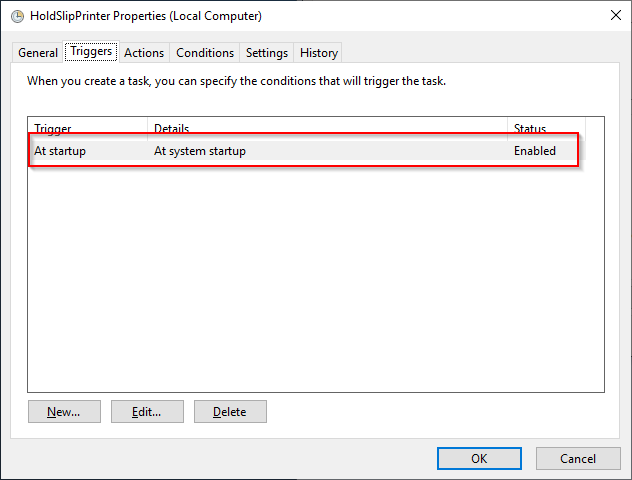 HoldSlipPrinter Properties (Local Computer)
General Triggers Actions Conditions Settings History
When you create a task, you can specify the conditions that will trigger the task.
Trigger Details Status
At startup At system startup Enabled
New... Edit... Delete
OK Cancel